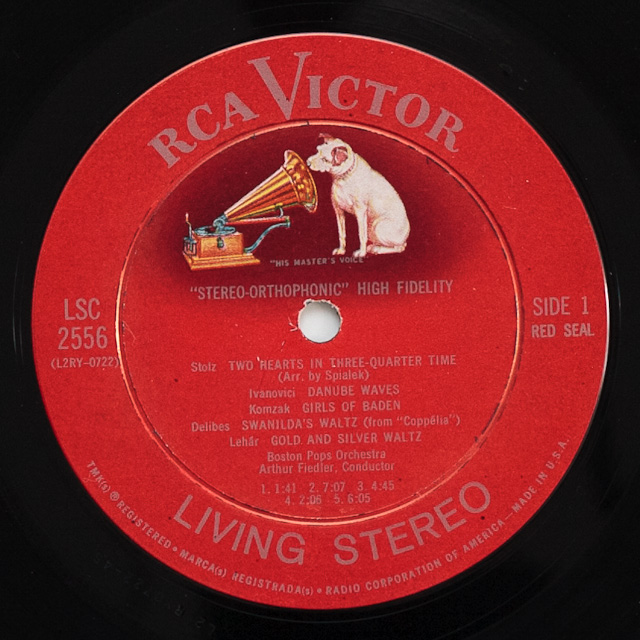 RCA VICTOR
"HIS MASTER'S VOICE"
"STEREO-ORTHOPHONIC" HIGH FIDELITY
LSC
2556
(L2RY-0722)
SIDE 1
RED SEAL
Stolz TWO HEARTS IN THREE-QUARTER TIME
(Arr. by Spialek)
Ivanovici DANUBE WAVES
Komzak GIRLS OF BADEN
Delibes SWANILDA'S WALTZ (from "Coppélia")
Lehár GOLD AND SILVER WALTZ
Boston Pops Orchestra
Arthur Fiedler, Conductor
1. 1:41 2. 7:07 3. 4:45
4. 2:06 5. 6:05
LIVING STEREO
TMK(s) ® REGISTERED • MARCA(s) REGISTRADA(s) • RADIO CORPORATION OF AMERICA—MADE IN U.S.A.